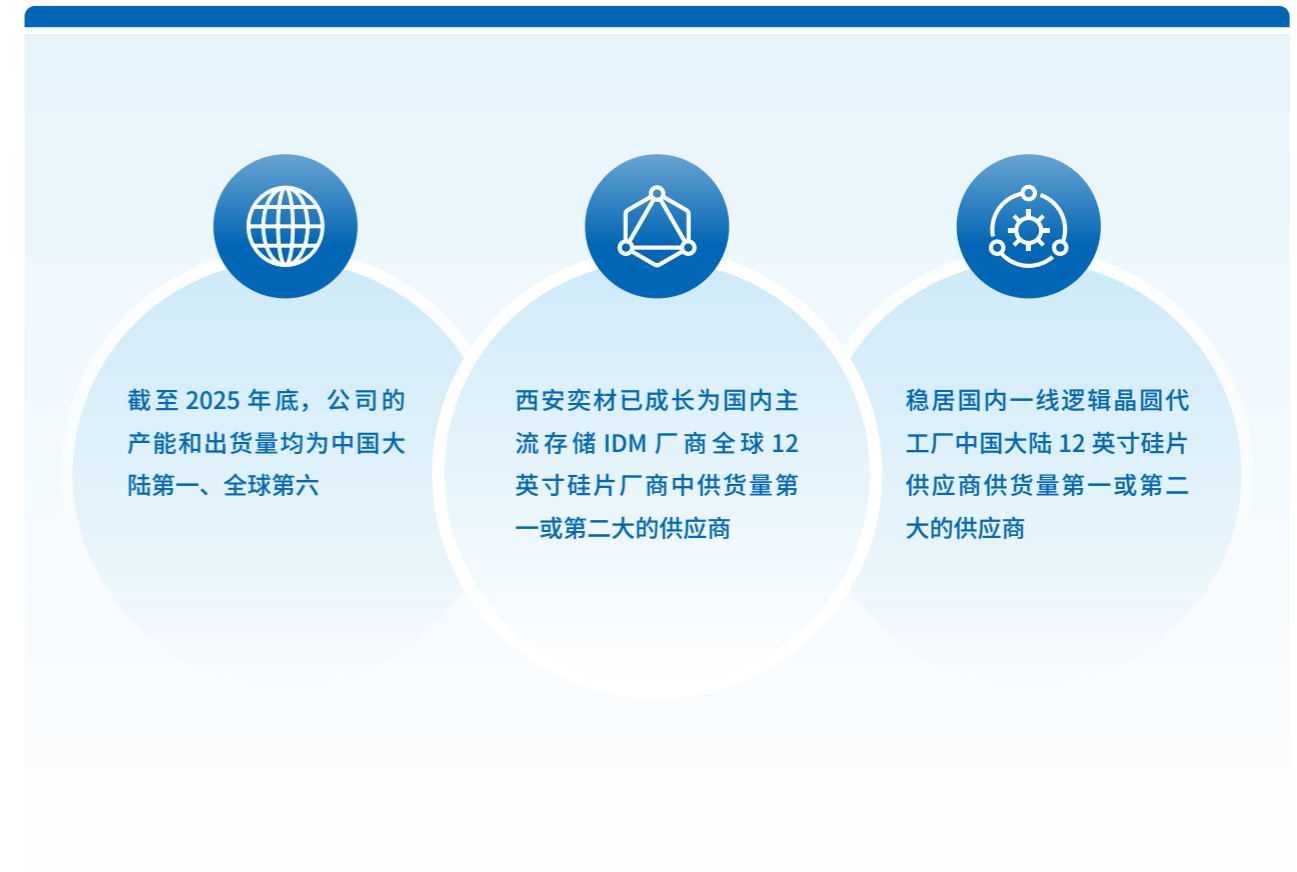 截至 2025 年底，公司的
产能和出货量均为中国大
陆第一、全球第六
西安奕材已成长为国内主
流存储 IDM 厂商全球 12
英寸硅片厂商中供货量第
一或第二大的供应商
稳居国内一线逻辑晶圆代
工厂中国大陆 12 英寸硅片
供应商供货量第一或第二
大的供应商